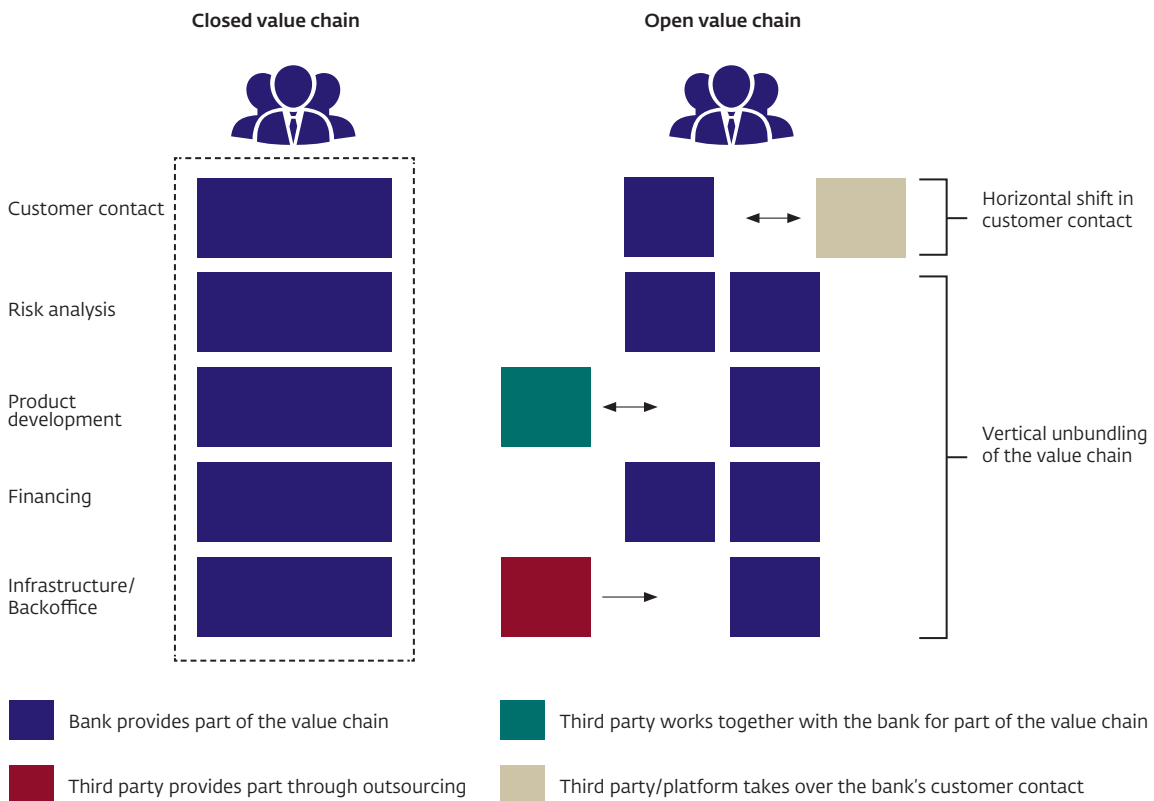 Closed value chain
Open value chain
Customer contact
Horizontal shift in
customer contact
Risk analysis
Product
development
Vertical unbundling
of the value chain
Financing
Infrastructure/
Backoffice
Bank provides part of the value chain
Third party works together with the bank for part of the value chain
Third party provides part through outsourcing
Third party/platform takes over the bank's customer contact